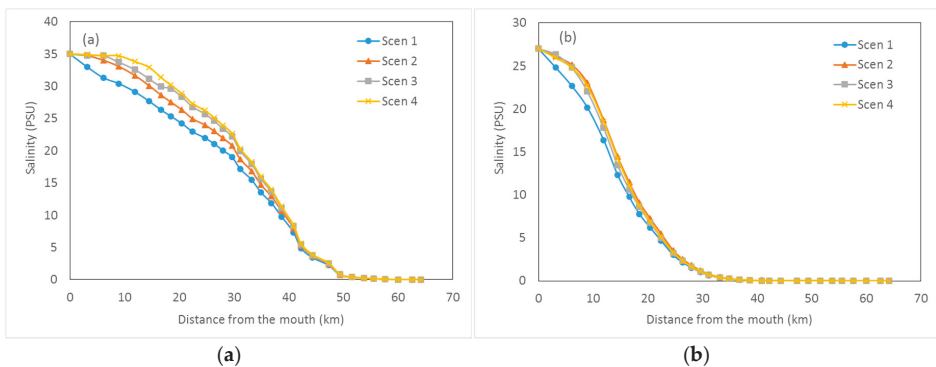 (a)
Scen 1
Scen 2
Scen 3
Scen 4
40
35
30
25
20
15
10
5
0
Salinity (PSU)
0 10 20 30 40 50 60 70
Distance from the mouth (km)
(a)
(b)
Scen 1
Scen 2
Scen 3
Scen 4
30
25
20
15
10
5
0
Salinity (PSU)
0 10 20 30 40 50 60 70
Distance from the mouth (km)
(b)